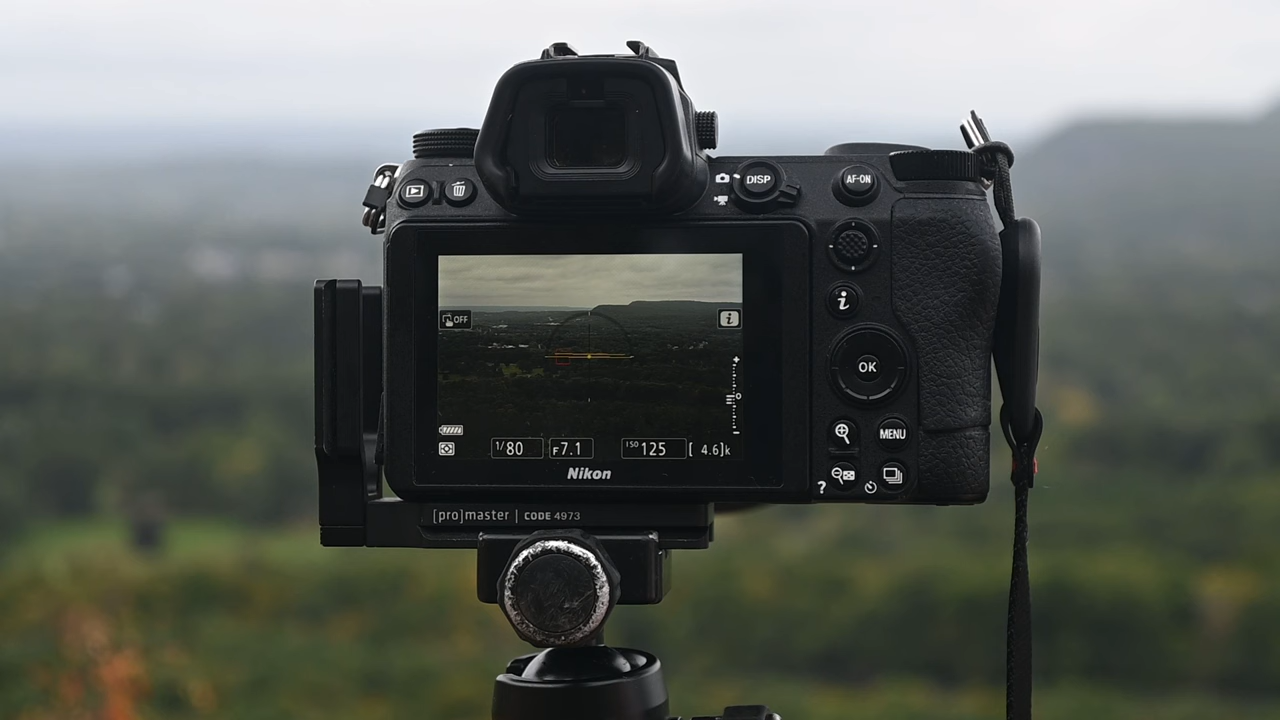 DISP
AF-ON
i
OFF
i
OK
1/80 F7.1 ISO 125 [ 4.6]k
MENU
Nikon
?
[pro]master | CODE 4973